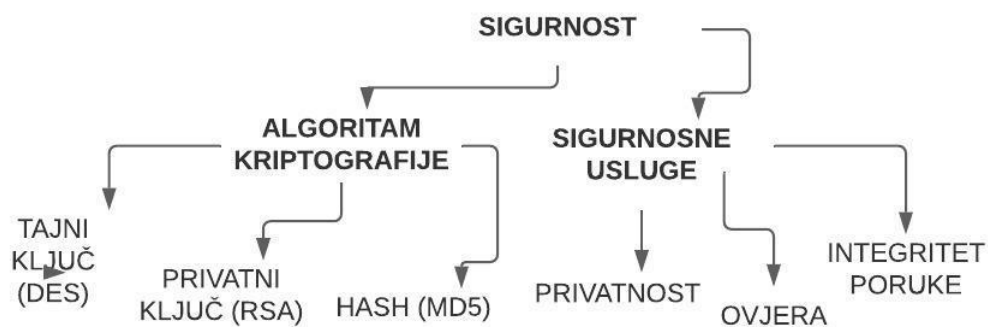 SIGURNOST
ALGORITAM
KRIPTOGRAFIJE
SIGURNOSNE
USLUGE
TAJNI
KLJUČ
(DES)
PRIVATNI
KLJUČ (RSA)
HASH (MD5)
PRIVATNOST
OVJERA
INTEGRITET
PORUKE